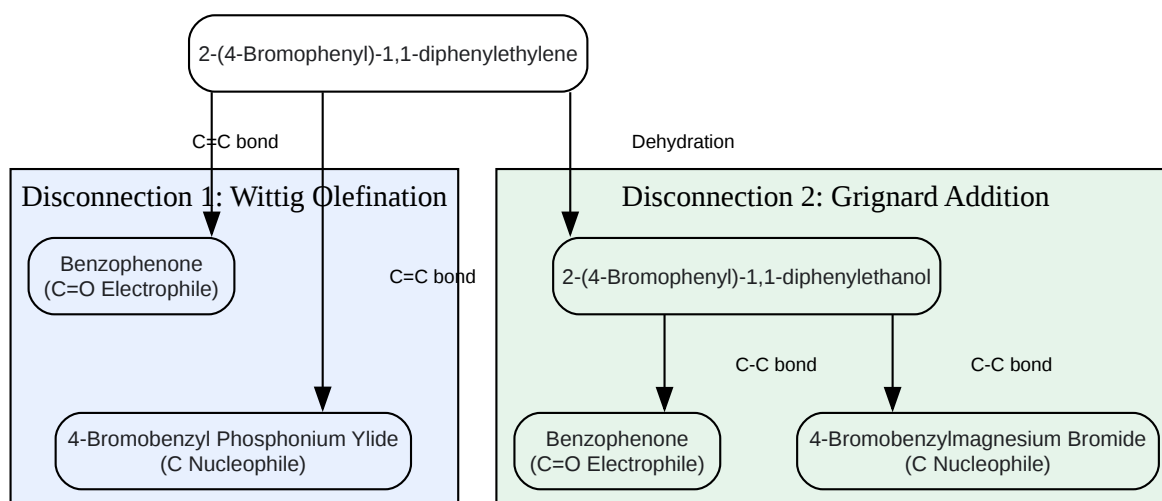 2-(4-Bromophenyl)-1,1-diphenylethylene
C=C bond
Dehydration
Disconnection 1: Wittig Olefination
Disconnection 2: Grignard Addition
Benzophenone
(C=O Electrophile)
C=C bond
2-(4-Bromophenyl)-1,1-diphenylethanol
C-C bond
C-C bond
4-Bromobenzyl Phosphonium Ylide
(C Nucleophile)
Benzophenone
(C=O Electrophile)
4-Bromobenzylmagnesium Bromide
(C Nucleophile)